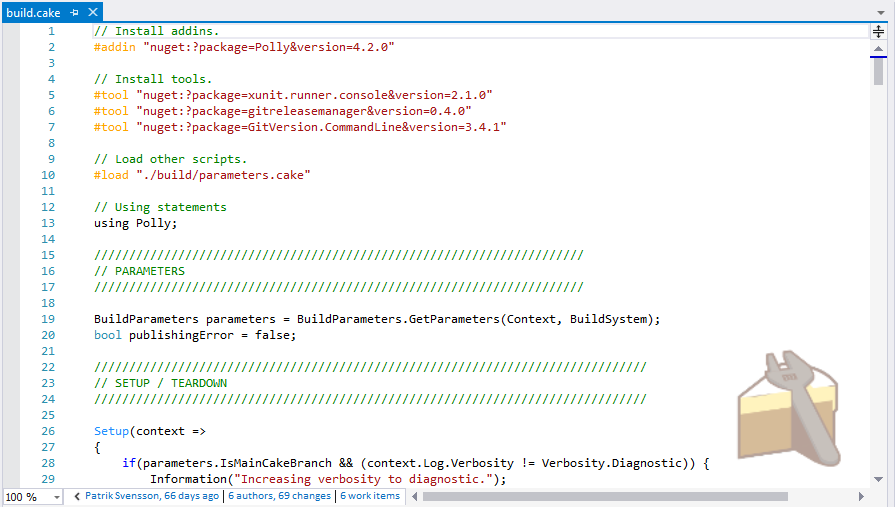 build.cake
1 // Install addins.
2 #addin "nuget:?package=Polly&version=4.2.0"
3
4 // Install tools.
5 #tool "nuget:?package=xunit.runner.console&version=2.1.0"
6 #tool "nuget:?package=gitreleasemanager&version=0.4.0"
7 #tool "nuget:?package=GitVersion.CommandLine&version=3.4.1"
8
9 // Load other scripts.
10 #load "./build/parameters.cake"
11
12 // Using statements
13 using Polly;
14
15 //////////////////////////////////////////////////////////////////////
16 // PARAMETERS
17 //////////////////////////////////////////////////////////////////////
18
19 BuildParameters parameters = BuildParameters.GetParameters(Context, BuildSystem);
20 bool publishingError = false;
21
22 ///////////////////////////////////////////////////////////////////////////////
23 // SETUP / TEARDOWN
24 ///////////////////////////////////////////////////////////////////////////////
25
26 Setup(context =>
27 {
28 if(parameters.IsMainCakeBranch && (context.Log.Verbosity != Verbosity.Diagnostic)) {
29 Information("Increasing verbosity to diagnostic.");
100 % Patrik Svensson, 66 days ago | 6 authors, 69 changes | 6 work items